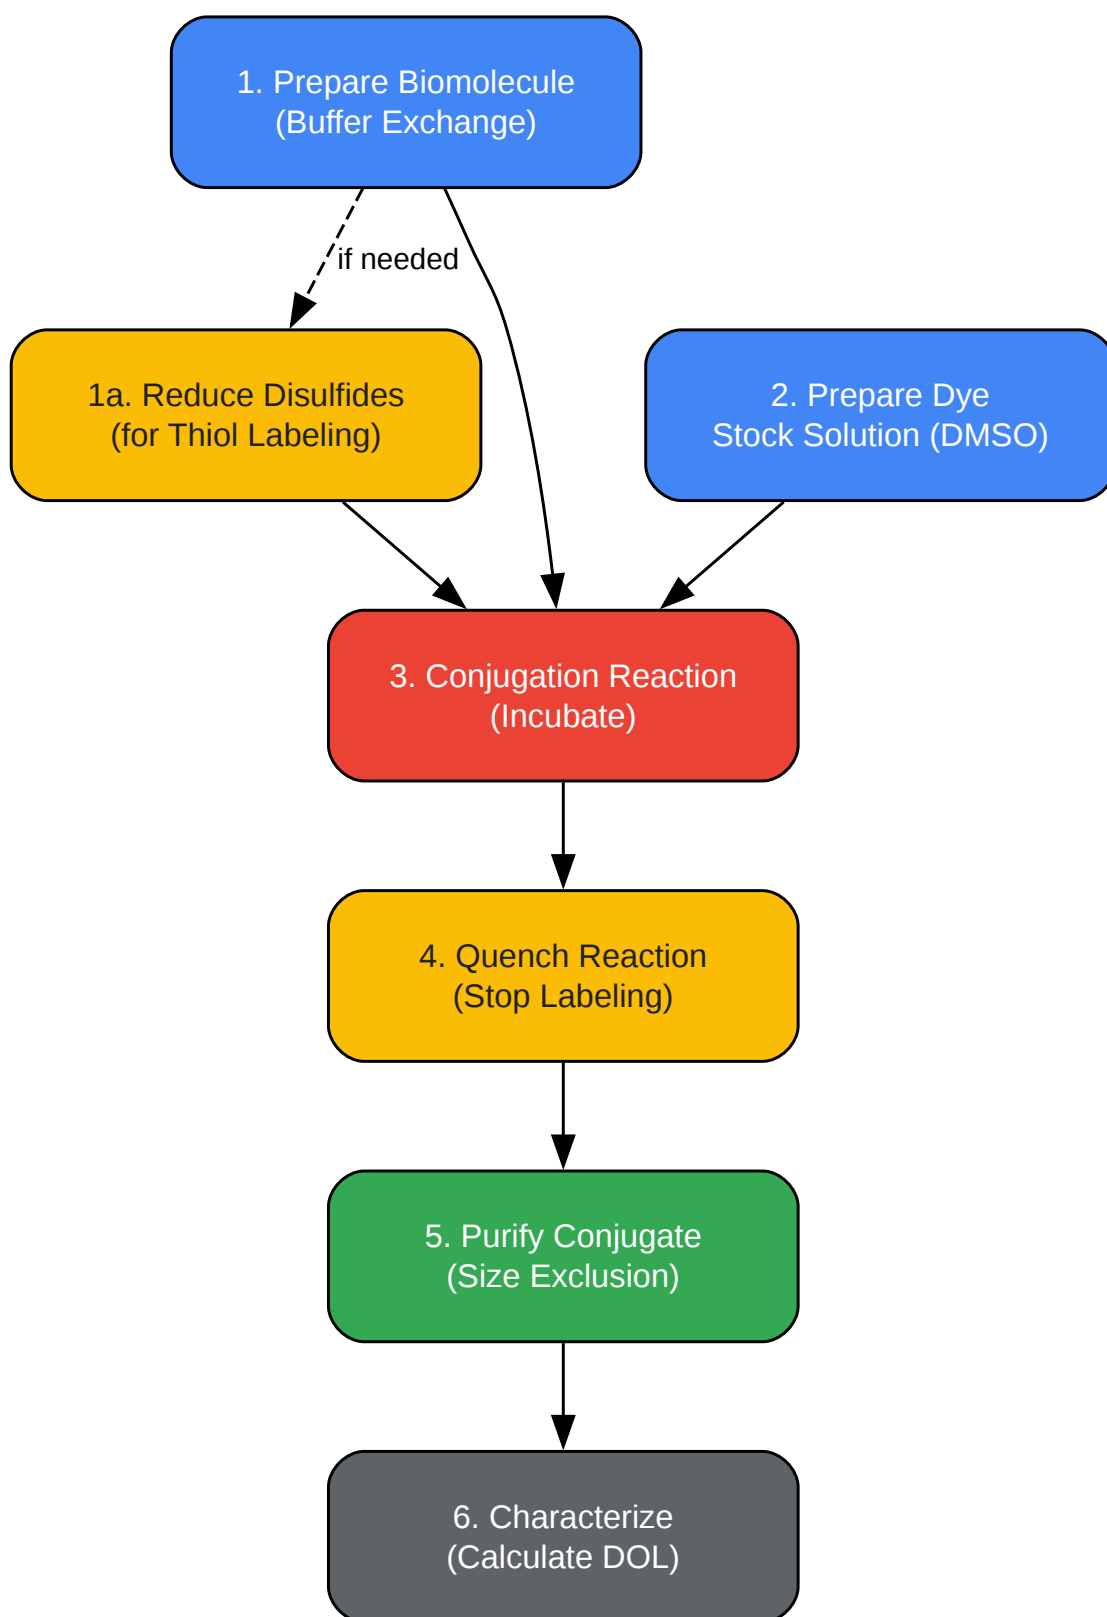 1. Prepare Biomolecule
(Buffer Exchange)
if needed
1a. Reduce Disulfides
(for Thiol Labeling)
2. Prepare Dye
Stock Solution (DMSO)
3. Conjugation Reaction
(Incubate)
4. Quench Reaction
(Stop Labeling)
5. Purify Conjugate
(Size Exclusion)
6. Characterize
(Calculate DOL)